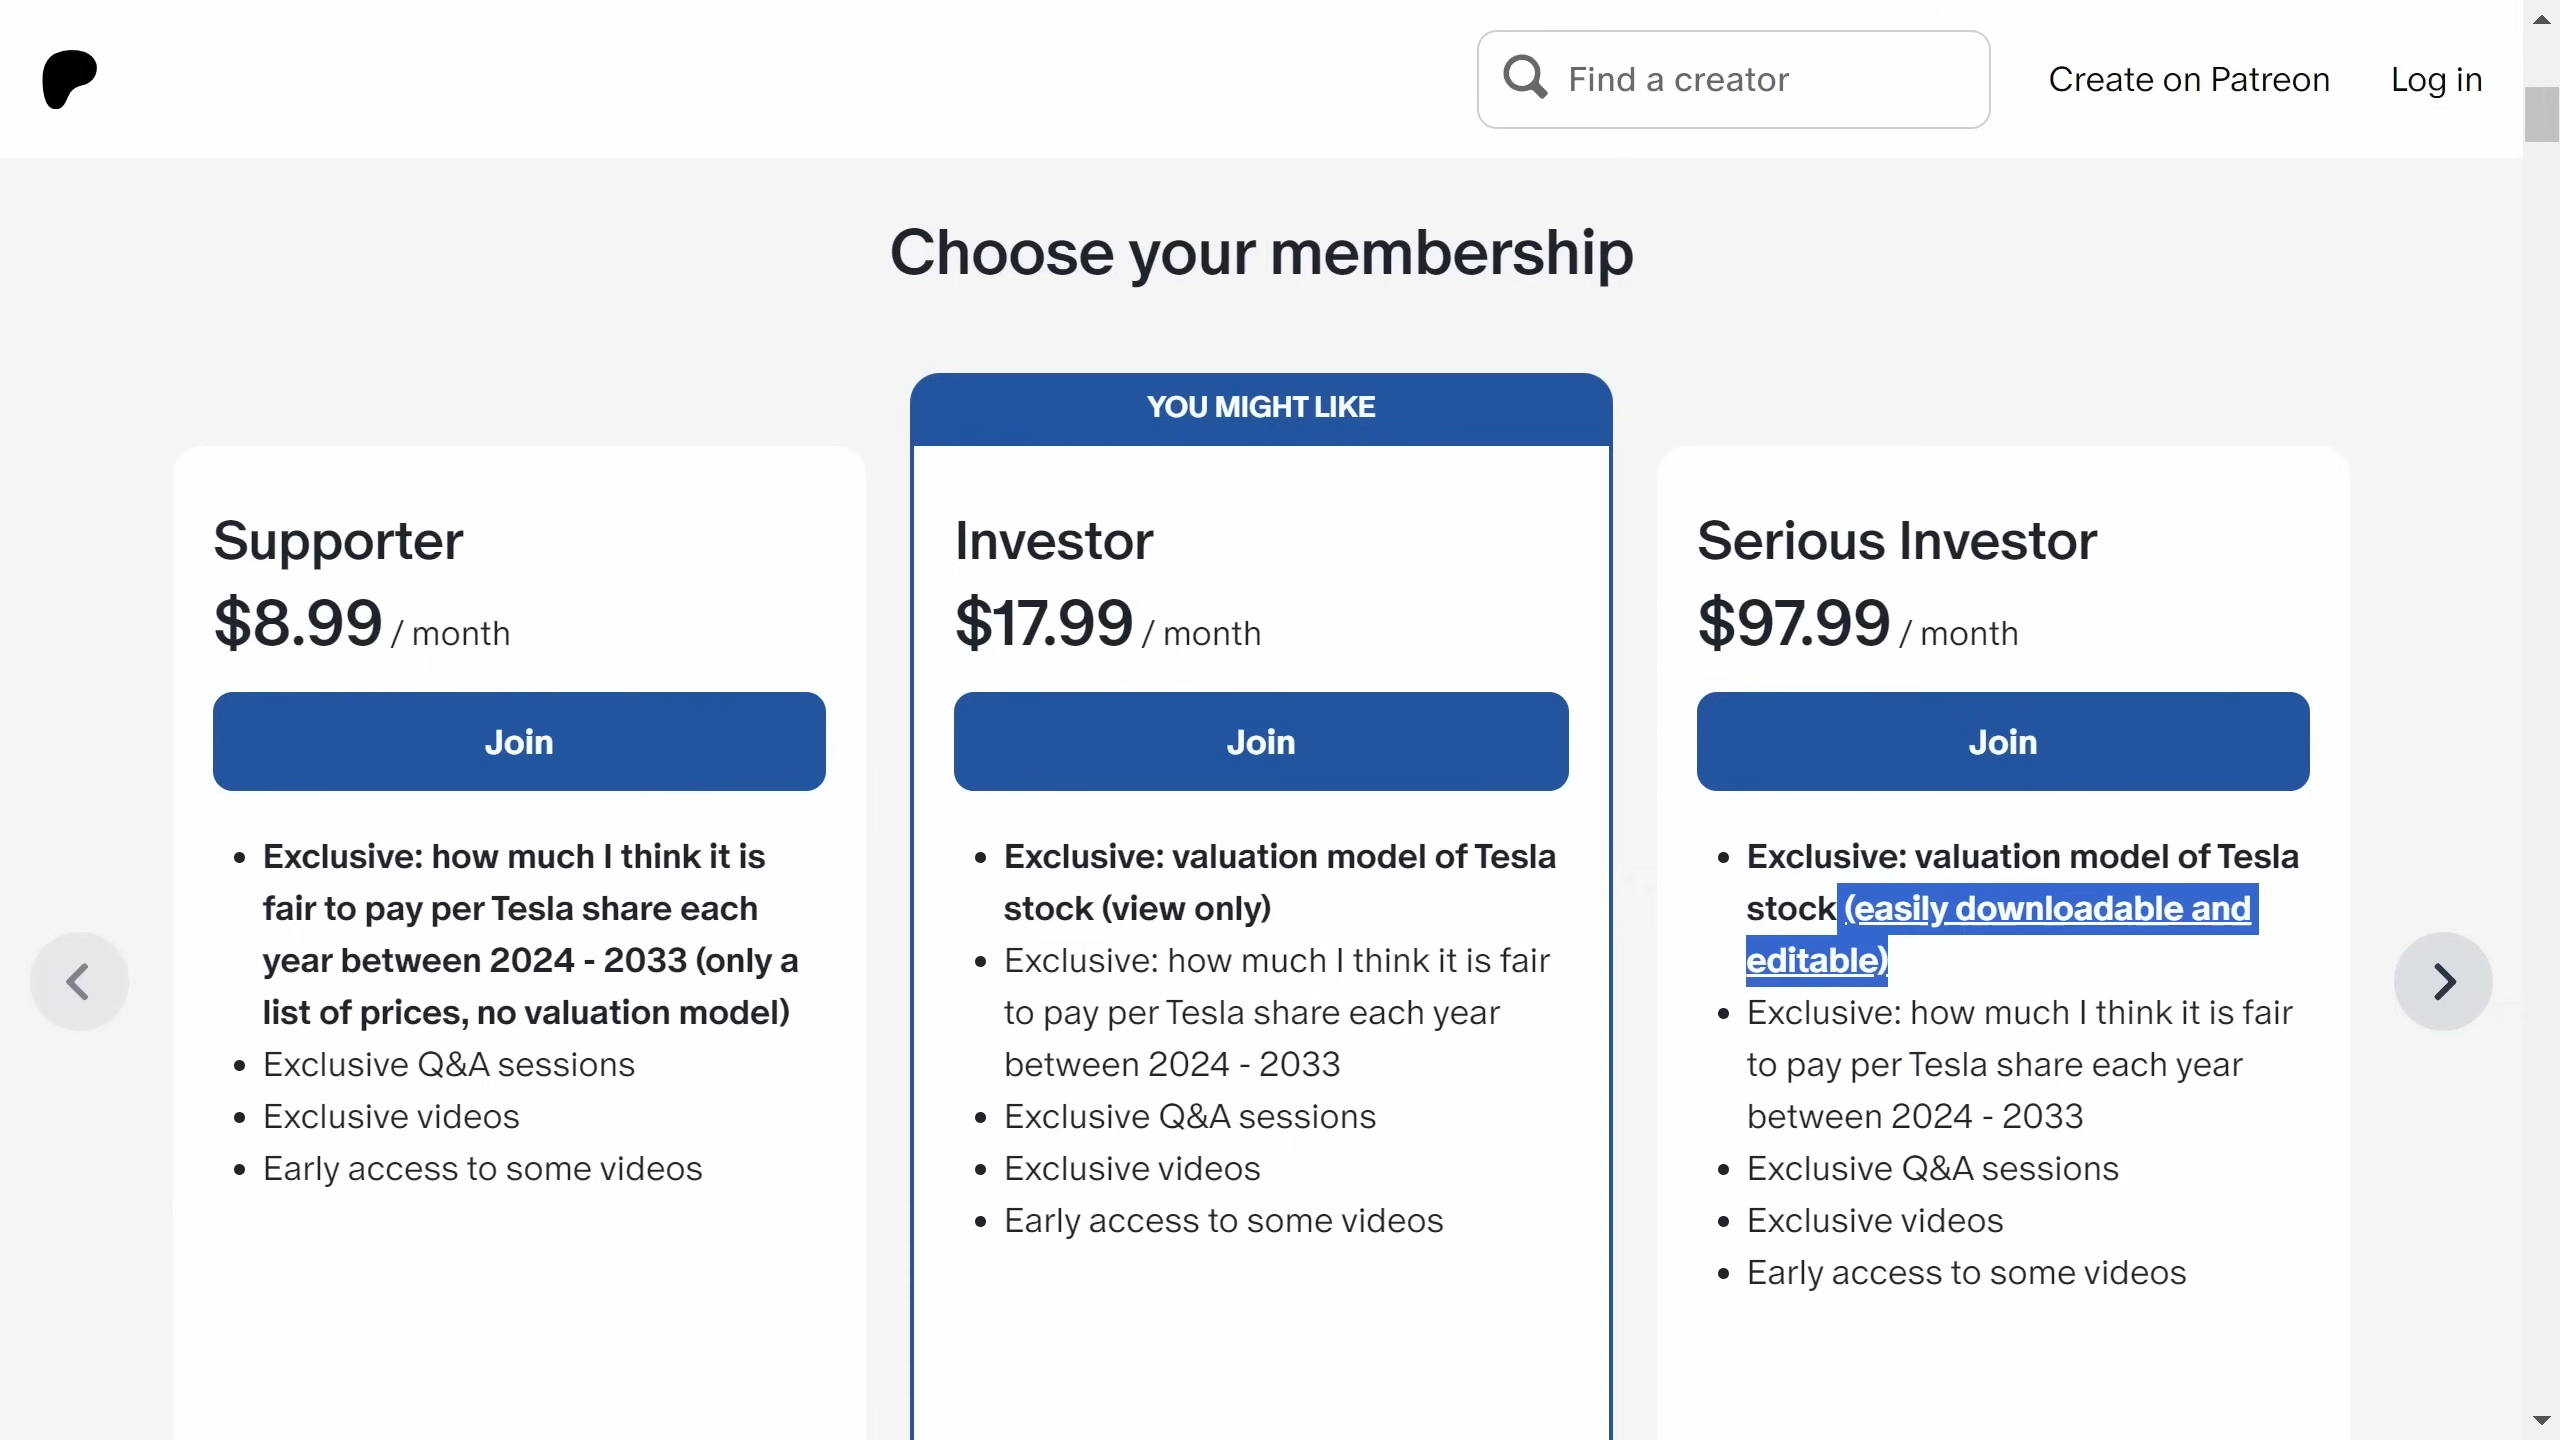 Find a creator
Create on Patreon
Log in
Choose your membership
YOU MIGHT LIKE
Supporter
$8.99 / month
Join
Exclusive: how much I think it is
fair to pay per Tesla share each
year between 2024 - 2033 (only a
list of prices, no valuation model)
Exclusive Q&A sessions
Exclusive videos
Early access to some videos
Investor
$17.99 / month
Join
Exclusive: valuation model of Tesla
stock (view only)
Exclusive: how much I think it is fair
to pay per Tesla share each year
between 2024 - 2033
Exclusive Q&A sessions
Exclusive videos
Early access to some videos
Serious Investor
$97.99 / month
Join
Exclusive: valuation model of Tesla
stock (easily downloadable and
editable)
Exclusive: how much I think it is fair
to pay per Tesla share each year
between 2024 - 2033
Exclusive Q&A sessions
Exclusive videos
Early access to some videos